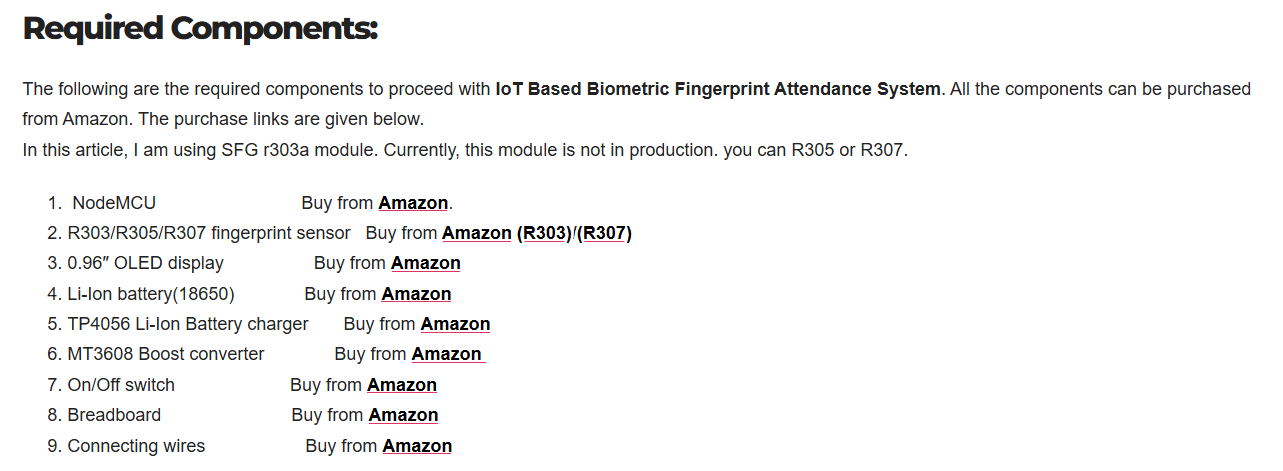 Required Components:
The following are the required components to proceed with IoT Based Biometric Fingerprint Attendance System. All the components can be purchased
from Amazon. The purchase links are given below.
In this article, I am using SFG r303a module. Currently, this module is not in production. you can R305 or R307.
1. NodeMCU Buy from Amazon.
2. R303/R305/R307 fingerprint sensor Buy from Amazon (R303)/(R307)
3. 0.96″ OLED display Buy from Amazon
4. Li-Ion battery(18650) Buy from Amazon
5. TP4056 Li-Ion Battery charger Buy from Amazon
6. MT3608 Boost converter Buy from Amazon
7. On/Off switch Buy from Amazon
8. Breadboard Buy from Amazon
9. Connecting wires Buy from Amazon